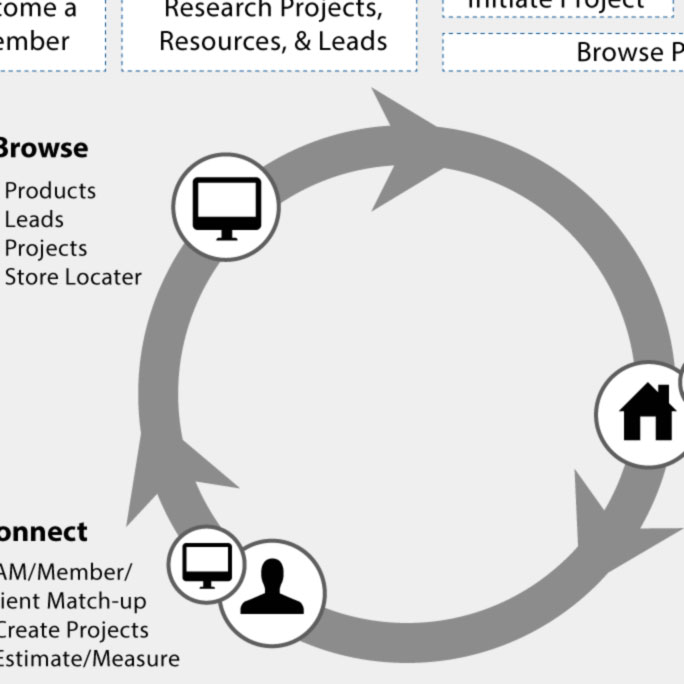 come a
ember
Research Projects,
Resources, & Leads
Initiate Project
Browse P
Browse
Products
Leads
Projects
Store Locater
onnect
AM/Member/
ient Match-up
Create Projects
Estimate/Measure